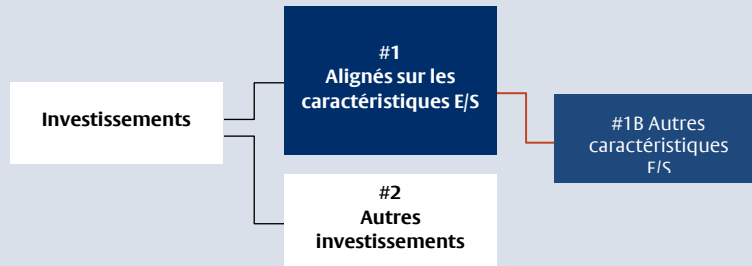 Investissements
#1
Alignés sur les
caractéristiques E/S
#2
Autres
investissements
#1B Autres
caractéristiques
E/S